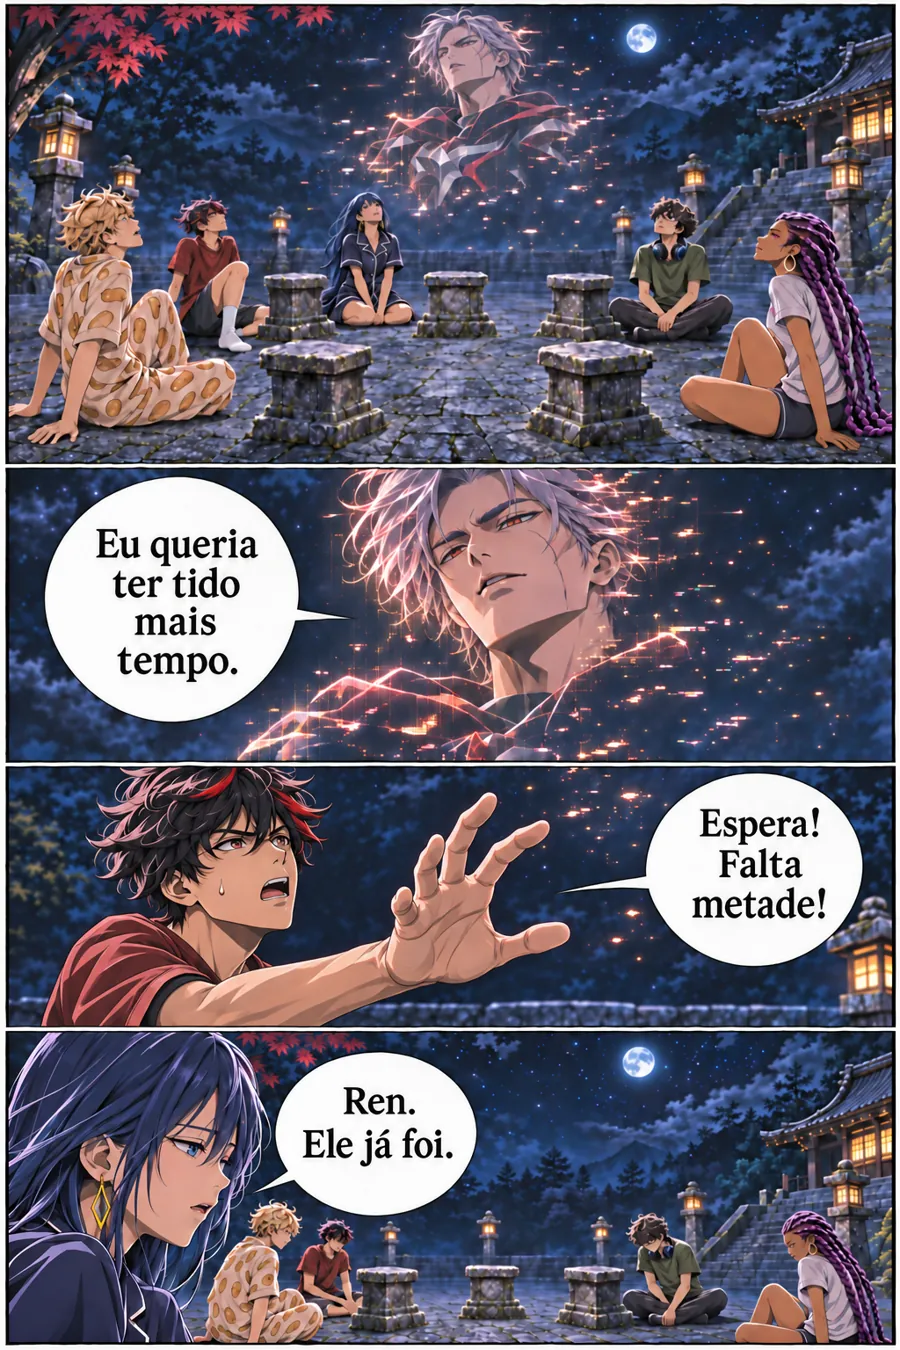 Eu queria
ter tido
mais
tempo.
Espera!
Falta
metade!
Ren.
Ele já foi.